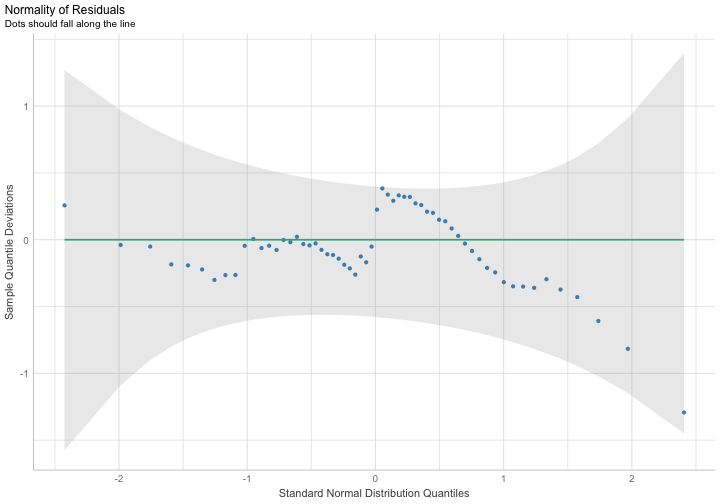 Normality of Residuals
Dots should fall along the line
1
0
-1
Sample Quantile Deviations
-2
-1
0
1
2
Standard Normal Distribution Quantiles